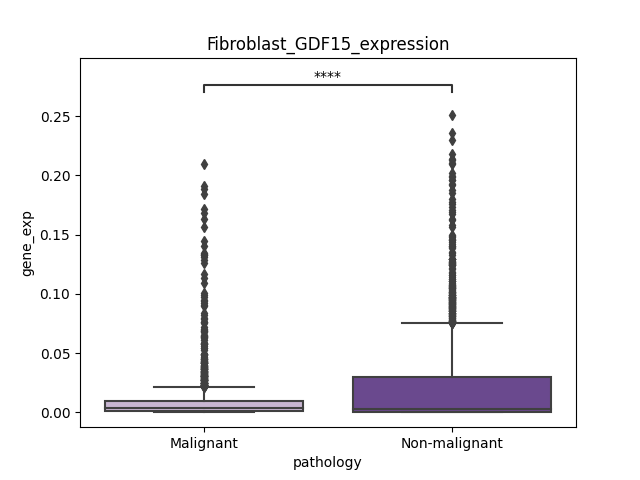 Fibroblast_GDF15_expression
****
0.25
0.20
0.15
0.10
0.05
0.00
gene_exp
Malignant
Non-malignant
pathology